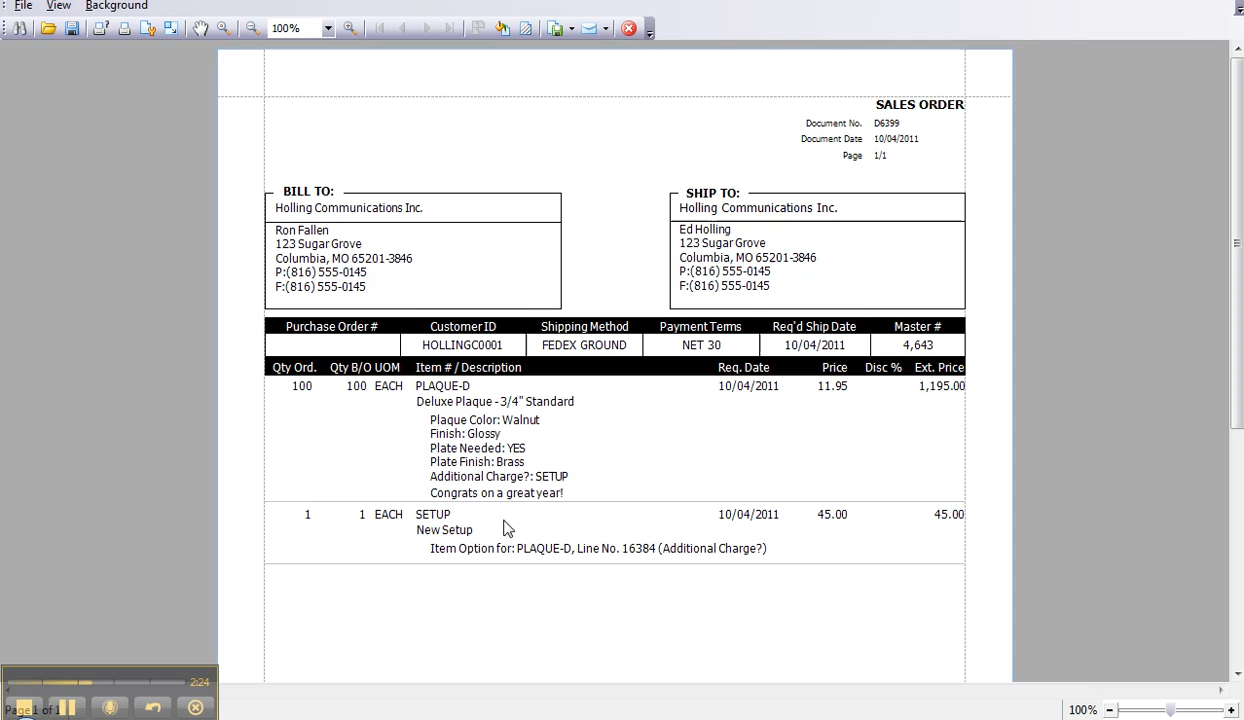 File View Background
100%
SALES ORDER
Document No. D6399
Document Date 10/04/2011
Page 1/1
BILL TO:
Holling Communications Inc.
Ron Fallen
123 Sugar Grove
Columbia, MO 65201-3846
P:(816) 555-0145
F:(816) 555-0145
SHIP TO:
Holling Communications Inc.
Ed Holling
123 Sugar Grove
Columbia, MO 65201-3846
P:(816) 555-0145
F:(816) 555-0145
Purchase Order # Customer ID Shipping Method Payment Terms Req'd Ship Date Master #
HOLLINGC0001 FEDEX GROUND NET 30 10/04/2011 4,643
Qty Ord. Qty B/O UOM Item # / Description Req. Date Price Disc % Ext. Price
100 100 EACH PLAQUE-D 10/04/2011 11.95 1,195.00
Deluxe Plaque - 3/4" Standard
Plaque Color: Walnut
Finish: Glossy
Plate Needed: YES
Plate Finish: Brass
Additional Charge?: SETUP
Congrats on a great year!
1 1 EACH SETUP 10/04/2011 45.00 45.00
New Setup
Item Option for: PLAQUE-D, Line No. 16384 (Additional Charge?)
2:24
Page 1 of 1
100%